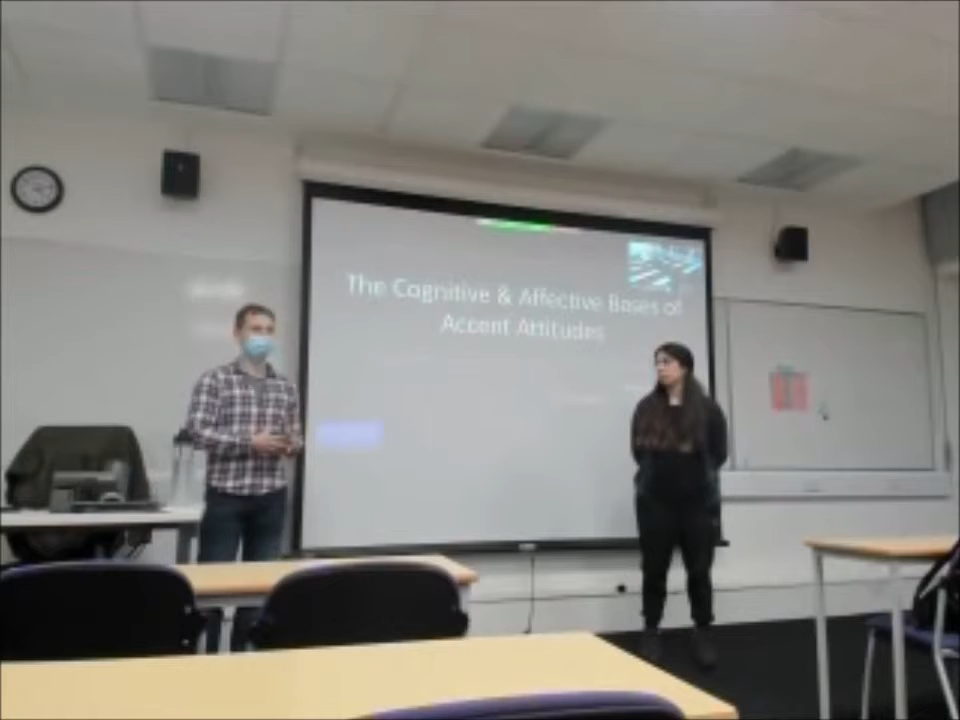 The Cognitive & Affective Bases of
Accent Attitudes